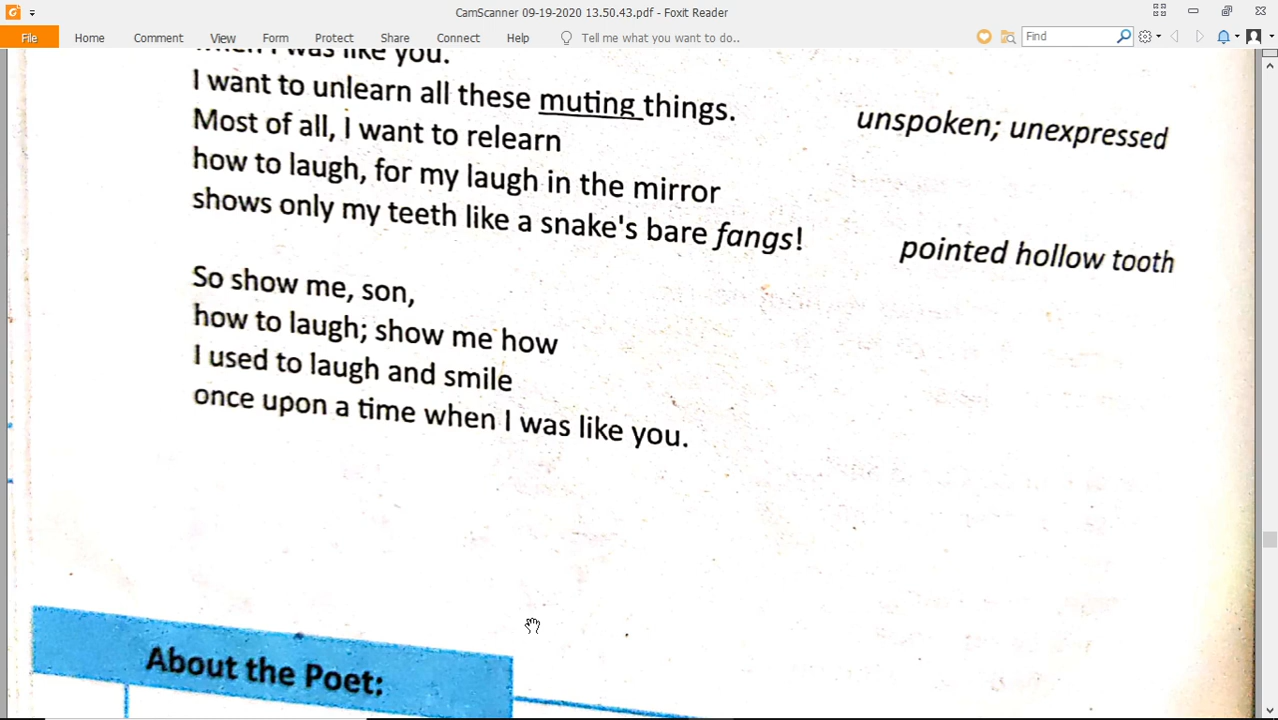 CamScanner 09-19-2020 13.50.43.pdf - Foxit Reader
File Home Comment View Form Protect Share Connect Help Tell me what you want to do.. Find
when I was like you.
I want to unlearn all these muting things. unspoken; unexpressed
Most of all, I want to relearn
how to laugh, for my laugh in the mirror
shows only my teeth like a snake's bare fangs! pointed hollow tooth
So show me, son,
how to laugh; show me how
I used to laugh and smile
once upon a time when I was like you.
About the Poet: